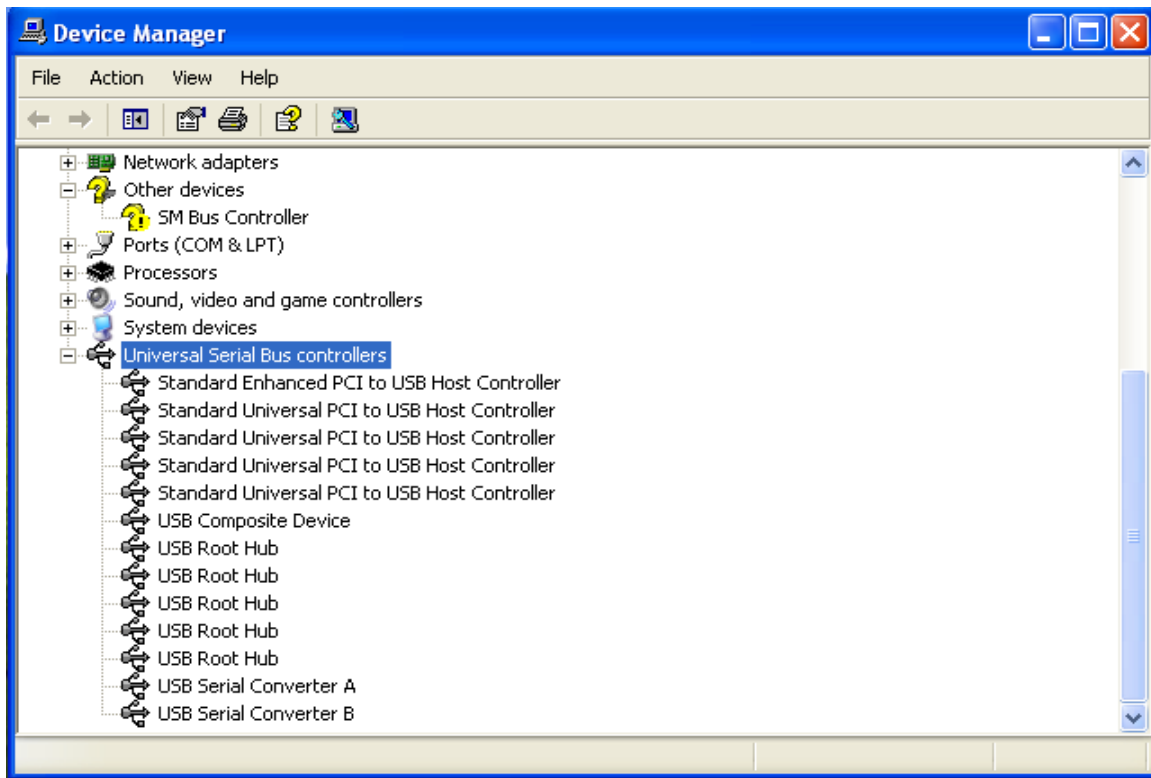 Device Manager
File Action View Help
Network adapters
Other devices
SM Bus Controller
Ports (COM & LPT)
Processors
Sound, video and game controllers
System devices
Universal Serial Bus controllers
Standard Enhanced PCI to USB Host Controller
Standard Universal PCI to USB Host Controller
Standard Universal PCI to USB Host Controller
Standard Universal PCI to USB Host Controller
Standard Universal PCI to USB Host Controller
USB Composite Device
USB Root Hub
USB Root Hub
USB Root Hub
USB Root Hub
USB Root Hub
USB Serial Converter A
USB Serial Converter B